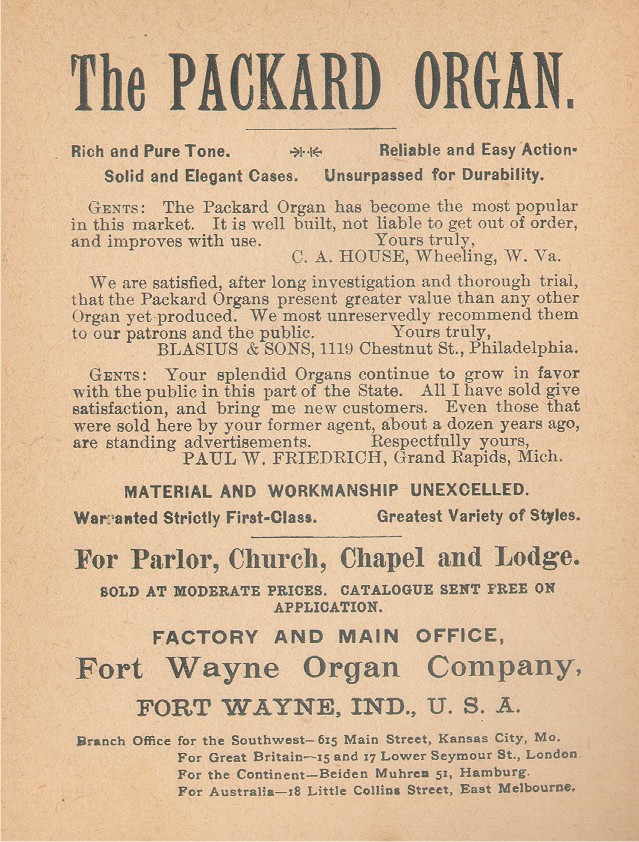 The PACKARD ORGAN.
Rich and Pure Tone. Reliable and Easy Action-
Solid and Elegant Cases. Unsurpassed for Durability.
GENTS: The Packard Organ has become the most popular
in this market. It is well built, not liable to get out of order,
and improves with use. Yours truly,
C. A. HOUSE, Wheeling, W. Va.
We are satisfied, after long investigation and thorough trial,
that the Packard Organs present greater value than any other
Organ yet produced. We most unreservedly recommend them
to our patrons and the public. Yours truly,
BLASIUS & SONS, 1119 Chestnut St., Philadelphia.
GENTS: Your splendid Organs continue to grow in favor
with the public in this part of the State. All I have sold give
satisfaction, and bring me new customers. Even those that
were sold here by your former agent, about a dozen years ago,
are standing advertisements. Respectfully yours,
PAUL W. FRIEDRICH, Grand Rapids, Mich.
MATERIAL AND WORKMANSHIP UNEXCELLED.
Warranted Strictly First-Class. Greatest Variety of Styles.
For Parlor, Church, Chapel and Lodge.
SOLD AT MODERATE PRICES. CATALOGUE SENT FREE ON
APPLICATION.
FACTORY AND MAIN OFFICE,
Fort Wayne Organ Company,
FORT WAYNE, IND., U. S. A.
Branch Office for the Southwest—615 Main Street, Kansas City, Mo.
For Great Britain—15 and 17 Lower Seymour St., London.
For the Continent—Beiden Muhren 51, Hamburg.
For Australia—18 Little Collins Street, East Melbourne.